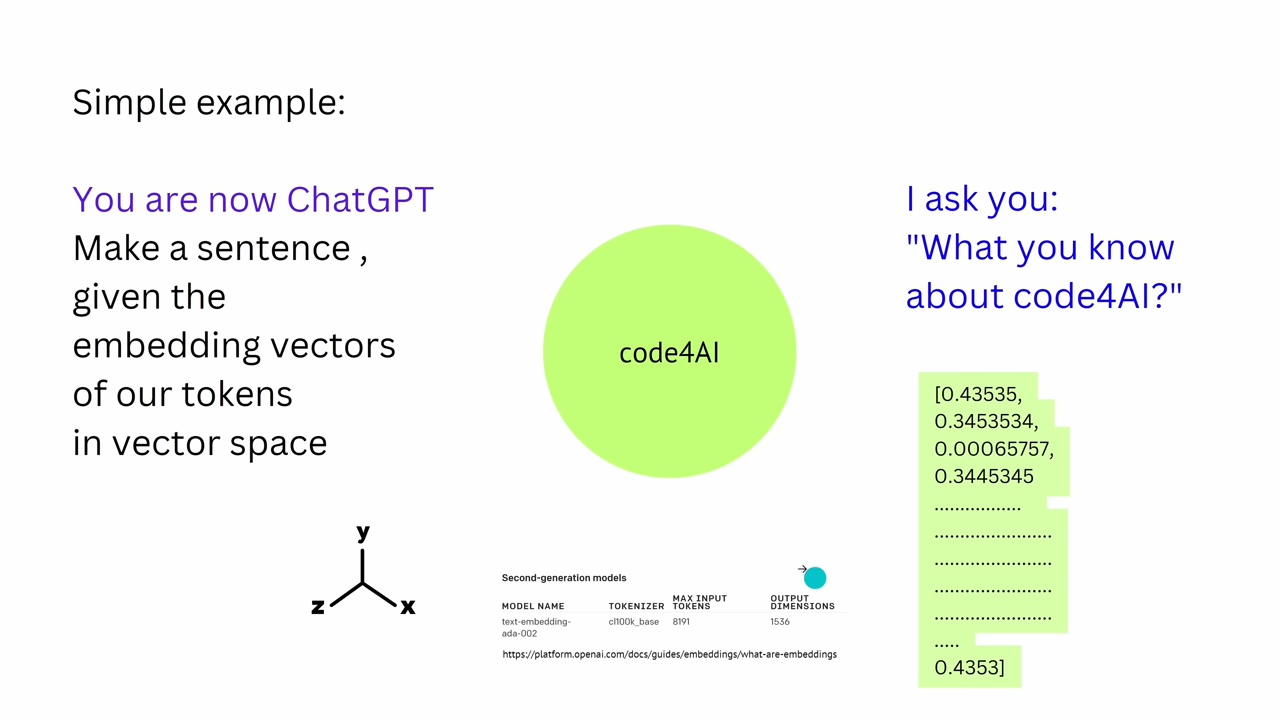 Simple example:
You are now ChatGPT
Make a sentence ,
given the
embedding vectors
of our tokens
in vector space
y
z
x
code4AI
Second-generation models
MODEL NAME TOKENIZER MAX INPUT TOKENS OUTPUT DIMENSIONS
text-embedding-ada-002 cl100k_base 8191 1536
https://platform.openai.com/docs/guides/embeddings/what-are-embeddings
I ask you:
"What you know
about code4AI?"
[0.43535,
0.3453534,
0.00065757,
0.3445345
.................
.......................
.......................
.......................
.......................
.....
0.4353]